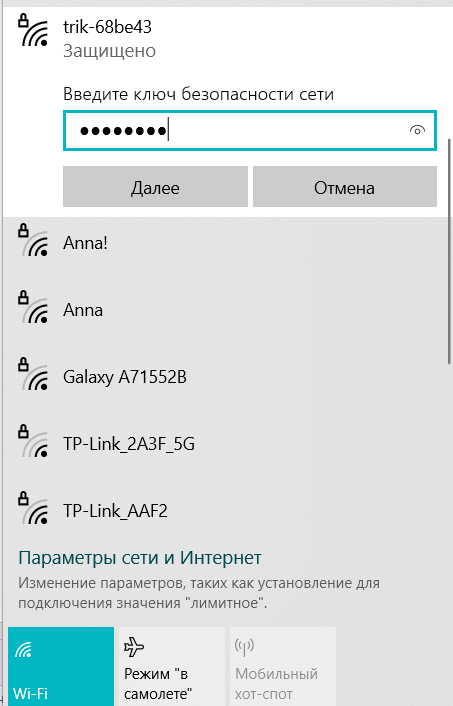 trik-68be43
Защищено
Введите ключ безопасности сети
●●●●●●●●
Далее
Отмена
Anna!
Anna
Galaxy A71552B
TP-Link_2A3F_5G
TP-Link_AAF2
Параметры сети и Интернет
Изменение параметров, таких как установление для
подключения значения "лимитное".
Wi-Fi
Режим "в
самолете"
Мобильный
хот-спот